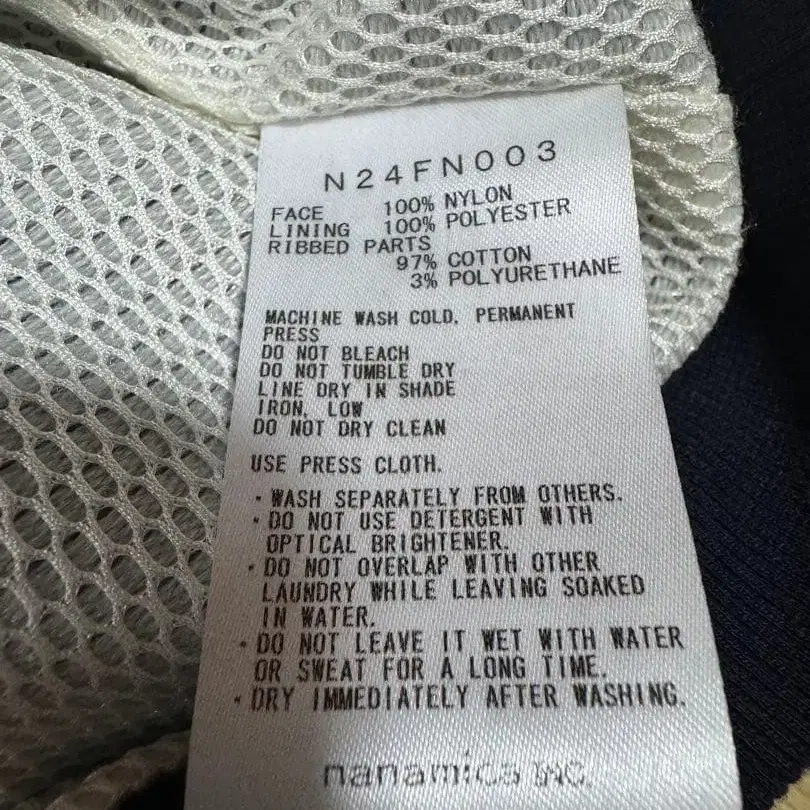 N24FN003
FACE 100% NYLON
LINING 100% POLYESTER
RIBBED PARTS
97% COTTON
3% POLYURETHANE
MACHINE WASH COLD, PERMANENT
PRESS
DO NOT BLEACH
DO NOT TUMBLE DRY
LINE DRY IN SHADE
IRON, LOW
DO NOT DRY CLEAN
USE PRESS CLOTH.
・WASH SEPARATELY FROM OTHERS.
・DO NOT USE DETERGENT WITH
OPTICAL BRIGHTENER.
・DO NOT OVERLAP WITH OTHER
LAUNDRY WHILE LEAVING SOAKED
IN WATER.
・DO NOT LEAVE IT WET WITH WATER
OR SWEAT FOR A LONG TIME.
・DRY IMMEDIATELY AFTER WASHING.
nanamica INC.